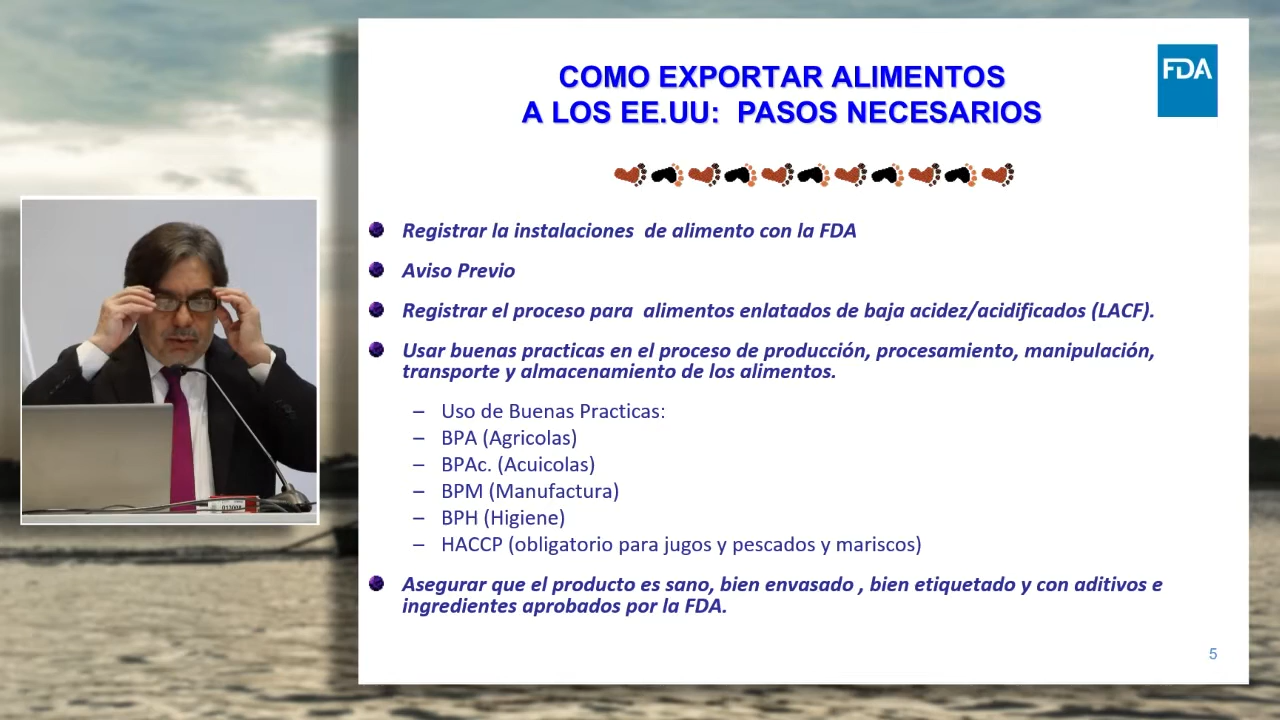 COMO EXPORTAR ALIMENTOS
A LOS EE.UU: PASOS NECESARIOS
FDA
Registrar la instalaciones de alimento con la FDA
Aviso Previo
Registrar el proceso para alimentos enlatados de baja acidez/acidificados (LACF).
Usar buenas practicas en el proceso de producción, procesamiento, manipulación,
transporte y almacenamiento de los alimentos.
– Uso de Buenas Practicas:
– BPA (Agricolas)
– BPAc. (Acuicolas)
– BPM (Manufactura)
– BPH (Higiene)
– HACCP (obligatorio para jugos y pescados y mariscos)
Asegurar que el producto es sano, bien envasado , bien etiquetado y con aditivos e
ingredientes aprobados por la FDA.
5